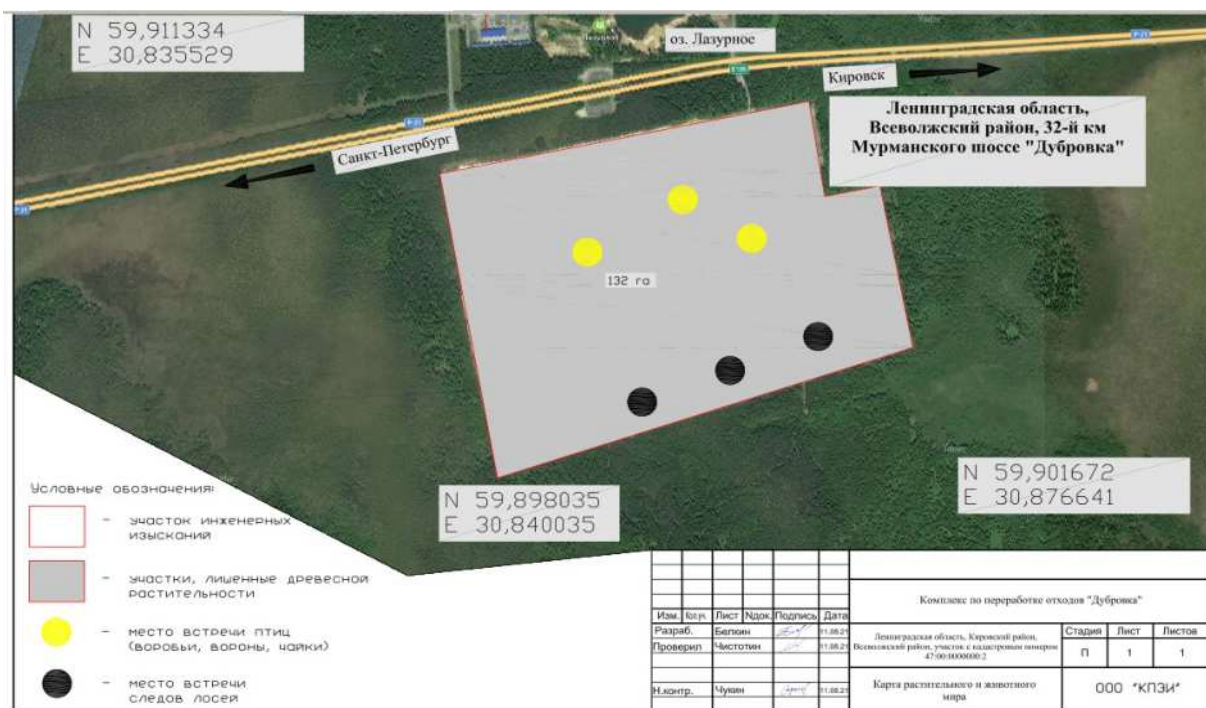 N 59,911334
E 30,835529
оз. Лазурное
Кировск
Санкт-Петербург
Ленинградская область,
Всеволжский район, 32-й км
Мурманского шоссе "Дубровка"
132 га
N 59,898035
E 30,840035
N 59,901672
E 30,876641
Условные обозначения:
- участок инженерных
изысканий
- участки, лишенные древесной
растительности
- место встречи птиц
(воробьи, вороны, чайки)
- место встречи
следов лосей
Комплекс по переработке отходов "Дубровка"
Изм. Кол.уч. Лист Nдок. Подпись Дата
Разраб. Белкин 11.08.21
Проверил Чистотин 11.08.21
Н.контр. Чукин 11.08.21
Ленинградская область, Кировский район,
Всеволожский район, участок с кадастровым номером
47:00:0000000:2
Стадия Лист Листов
П 1 1
Карта растительного и животного
мира
ООО "КПЭИ"